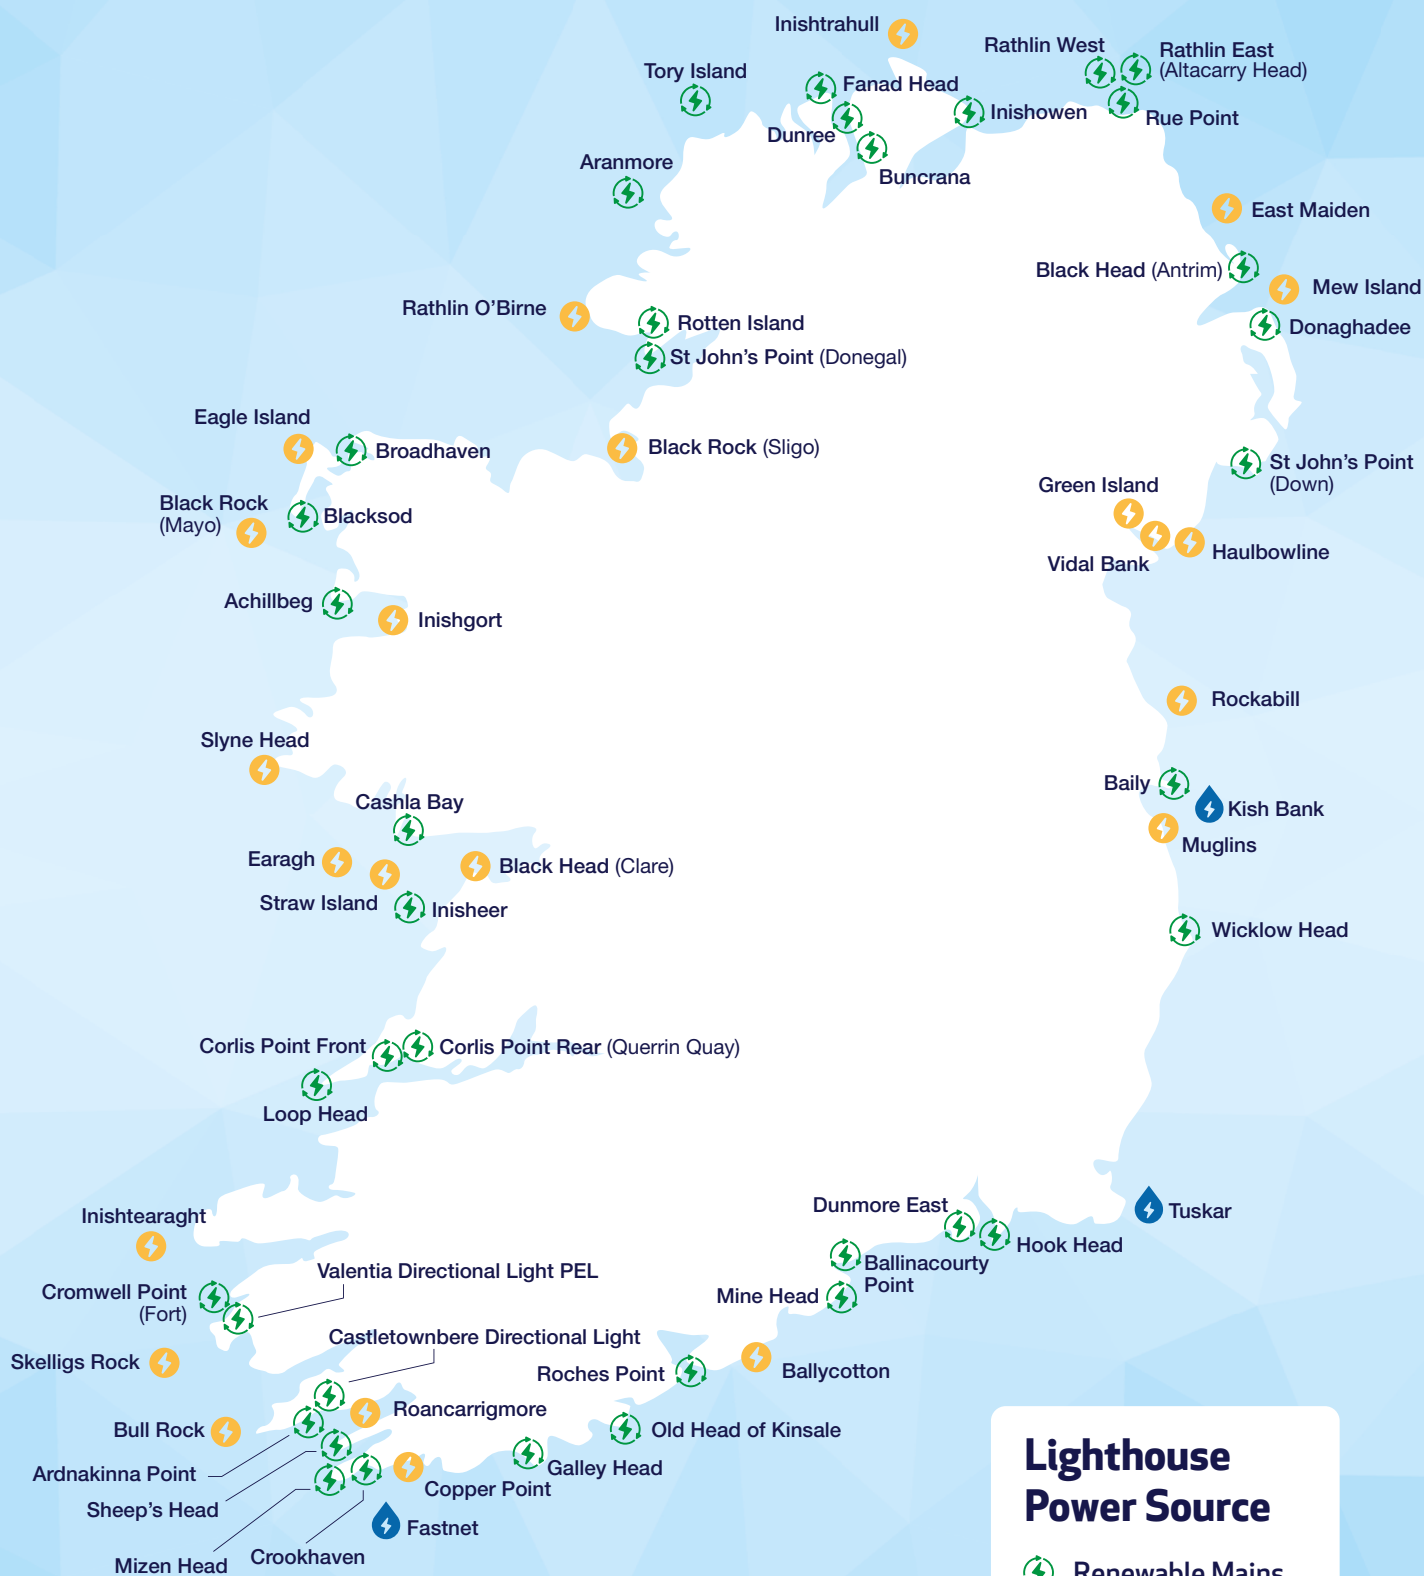 Inishtrahull
Rathlin West
Rathlin East
(Altacarry Head)
Tory Island
Fanad Head
Inishowen
Rue Point
Dunree
Buncrana
Aranmore
East Maiden
Black Head (Antrim)
Mew Island
Rathlin O’Birne
Rotten Island
Donaghadee
St John’s Point (Donegal)
Eagle Island
Broadhaven
Black Rock (Sligo)
St John’s Point
(Down)
Green Island
Black Rock
(Mayo)
Blacksod
Haulbowline
Vidal Bank
Achillbeg
Inishgort
Rockabill
Slyne Head
Baily
Cashla Bay
Kish Bank
Muglins
Earagh
Black Head (Clare)
Straw Island
Inisheer
Wicklow Head
Corlis Point Front
Corlis Point Rear (Querrin Quay)
Loop Head
Dunmore East
Tuskar
Inishtearaght
Hook Head
Ballinacourty
Point
Valentia Directional Light PEL
Cromwell Point
(Fort)
Mine Head
Castletownbere Directional Light
Skelligs Rock
Roches Point
Ballycotton
Roancarrigmore
Bull Rock
Old Head of Kinsale
Ardnakinna Point
Galley Head
Copper Point
Sheep’s Head
Fastnet
Crookhaven
Mizen Head
Lighthouse
Power Source
Renewable Mains